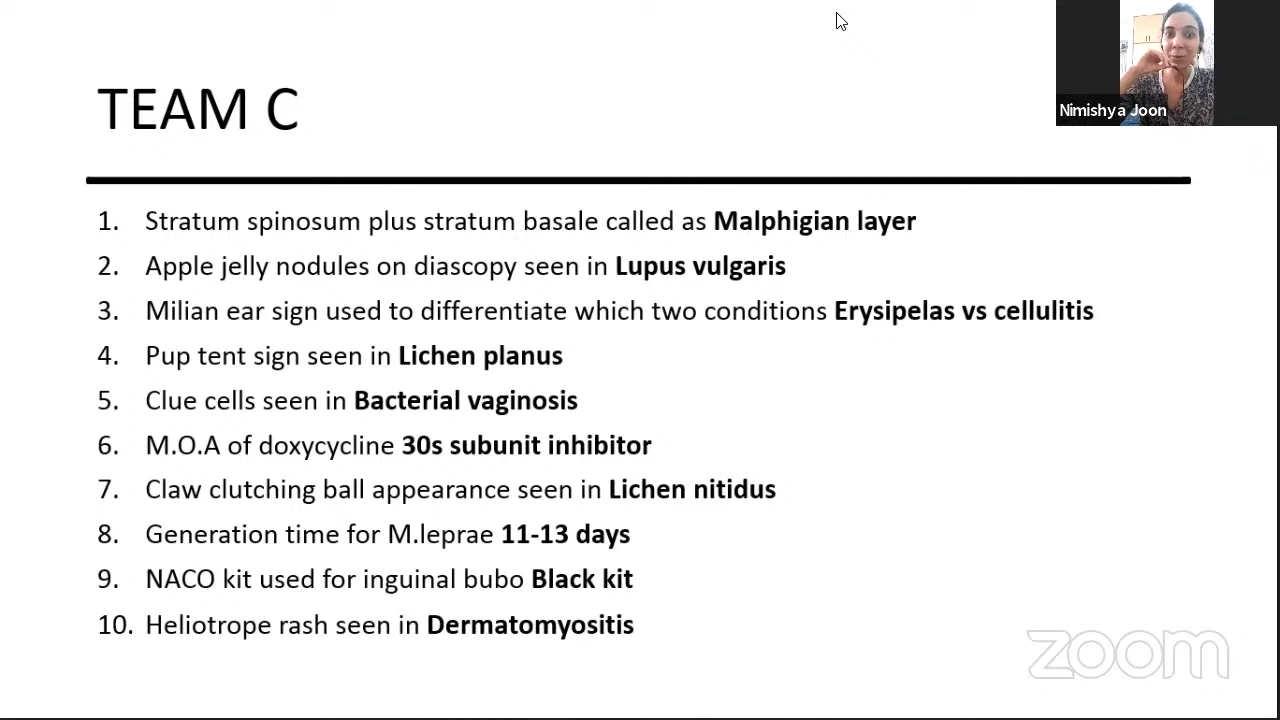 TEAM C
Nimishya Joon
1. Stratum spinosum plus stratum basale called as Malphigian layer
2. Apple jelly nodules on diascopy seen in Lupus vulgaris
3. Milian ear sign used to differentiate which two conditions Erysipelas vs cellulitis
4. Pup tent sign seen in Lichen planus
5. Clue cells seen in Bacterial vaginosis
6. M.O.A of doxycycline 30s subunit inhibitor
7. Claw clutching ball appearance seen in Lichen nitidus
8. Generation time for M.leprae 11-13 days
9. NACO kit used for inguinal bubo Black kit
10. Heliotrope rash seen in Dermatomyositis
zoom